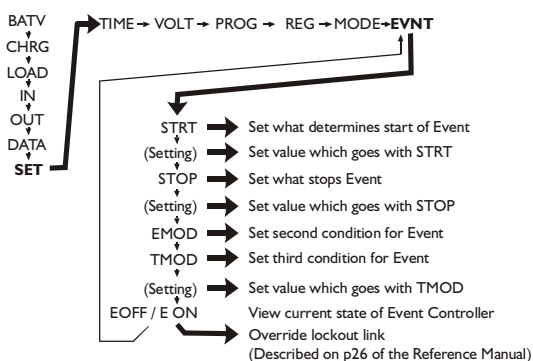 BATV
CHRG
LOAD
IN
OUT
DATA
SET
TIME VOLT PROG REG MODE EVNT
STRT Set what determines start of Event
(Setting) Set value which goes with STRT
STOP Set what stops Event
(Setting) Set value which goes with STOP
EMOD Set second condition for Event
TMOD Set third condition for Event
(Setting) Set value which goes with TMOD
EOFF / E ON View current state of Event Controller
Override lockout link
(Described on p26 of the Reference Manual)